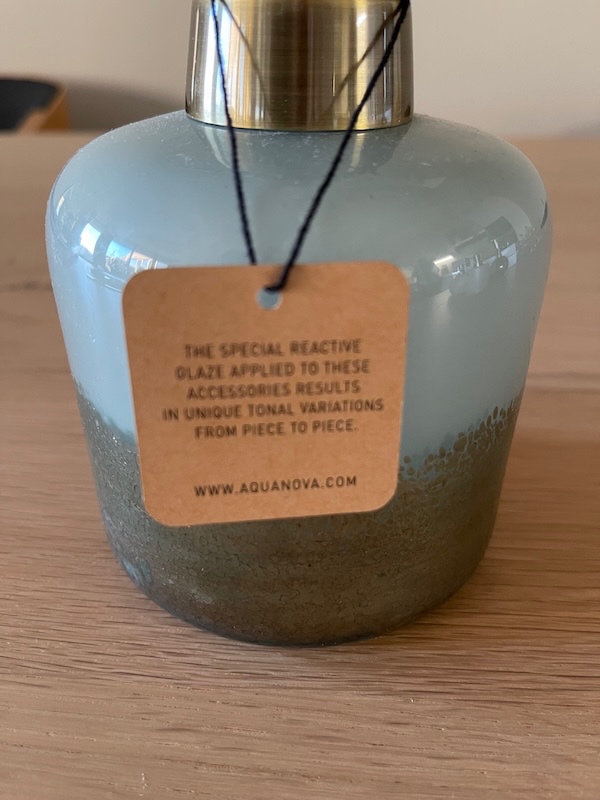 THE SPECIAL REACTIVE
GLAZE APPLIED TO THESE
ACCESSORIES RESULTS
IN UNIQUE TONAL VARIATIONS
FROM PIECE TO PIECE.
WWW.AQUANOVA.COM